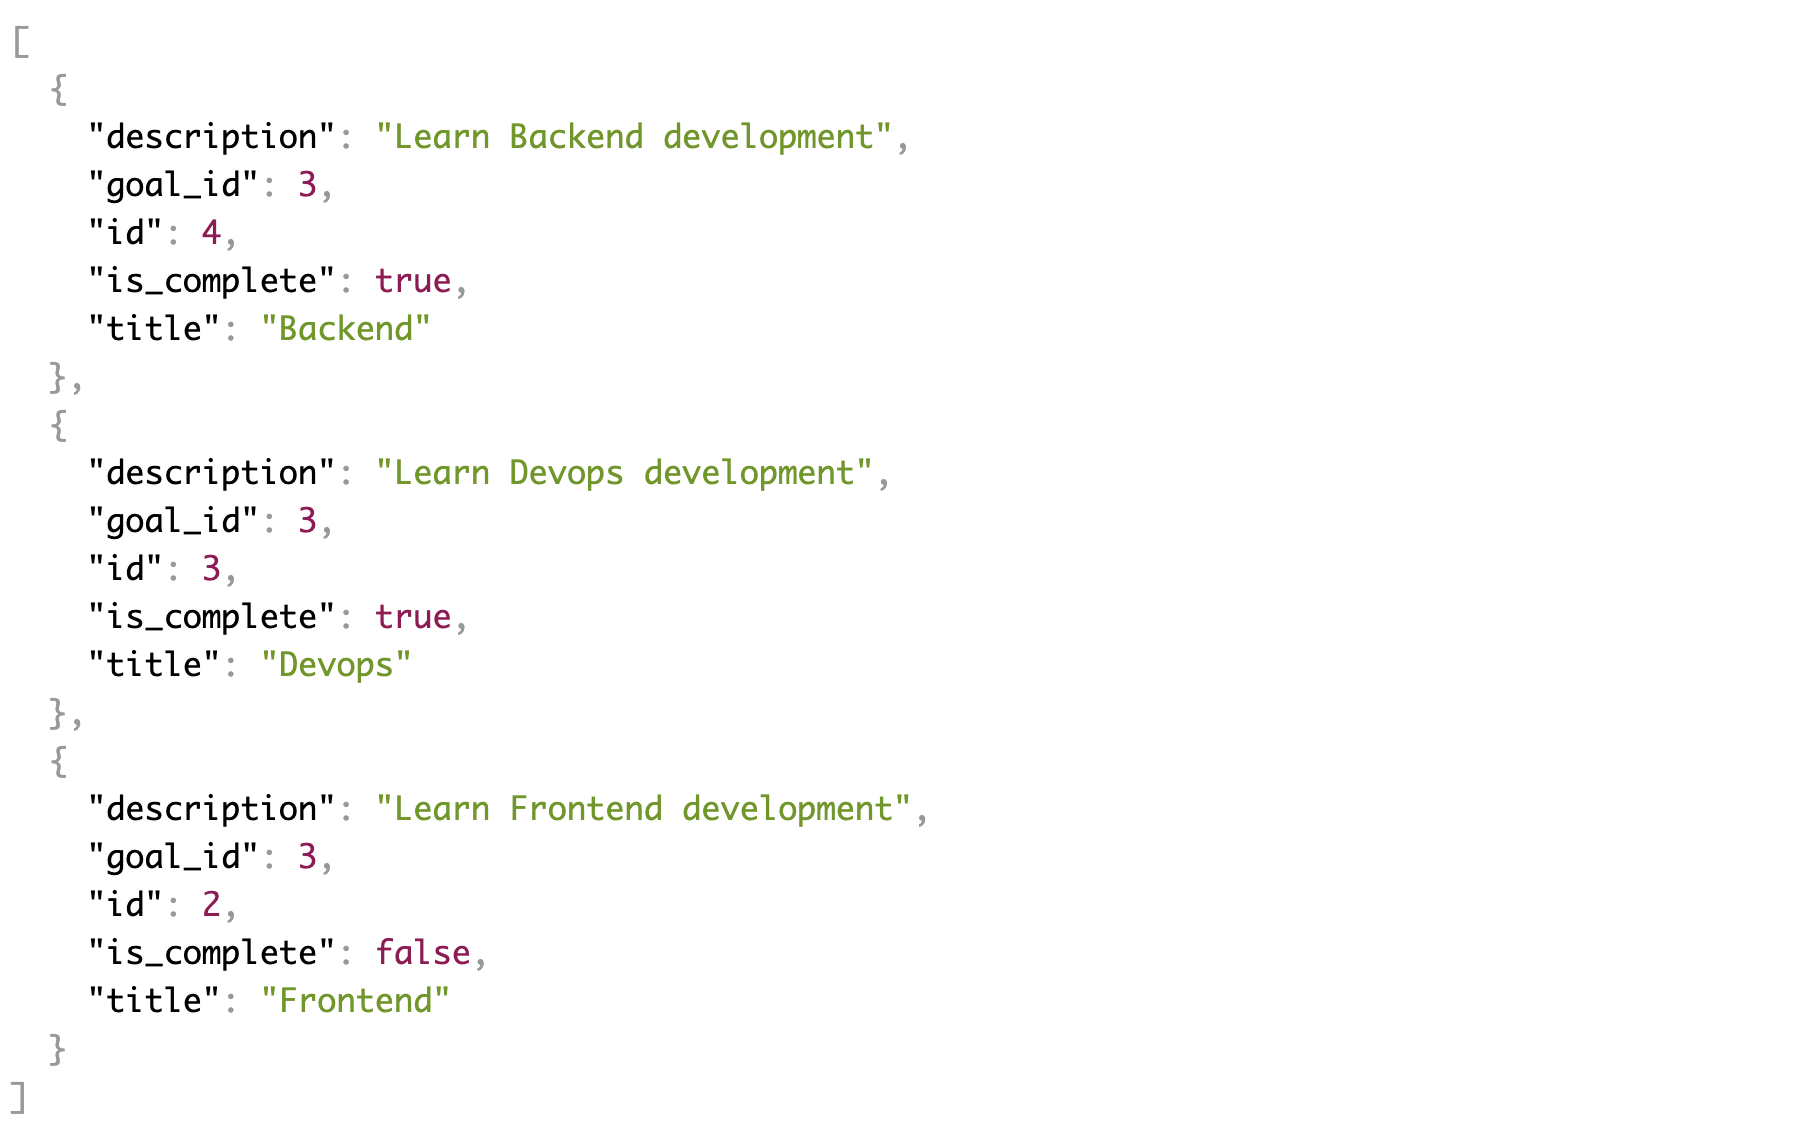 [
  {
    "description": "Learn Backend development",
    "goal_id": 3,
    "id": 4,
    "is_complete": true,
    "title": "Backend"
  },
  {
    "description": "Learn Devops development",
    "goal_id": 3,
    "id": 3,
    "is_complete": true,
    "title": "Devops"
  },
  {
    "description": "Learn Frontend development",
    "goal_id": 3,
    "id": 2,
    "is_complete": false,
    "title": "Frontend"
  }
]